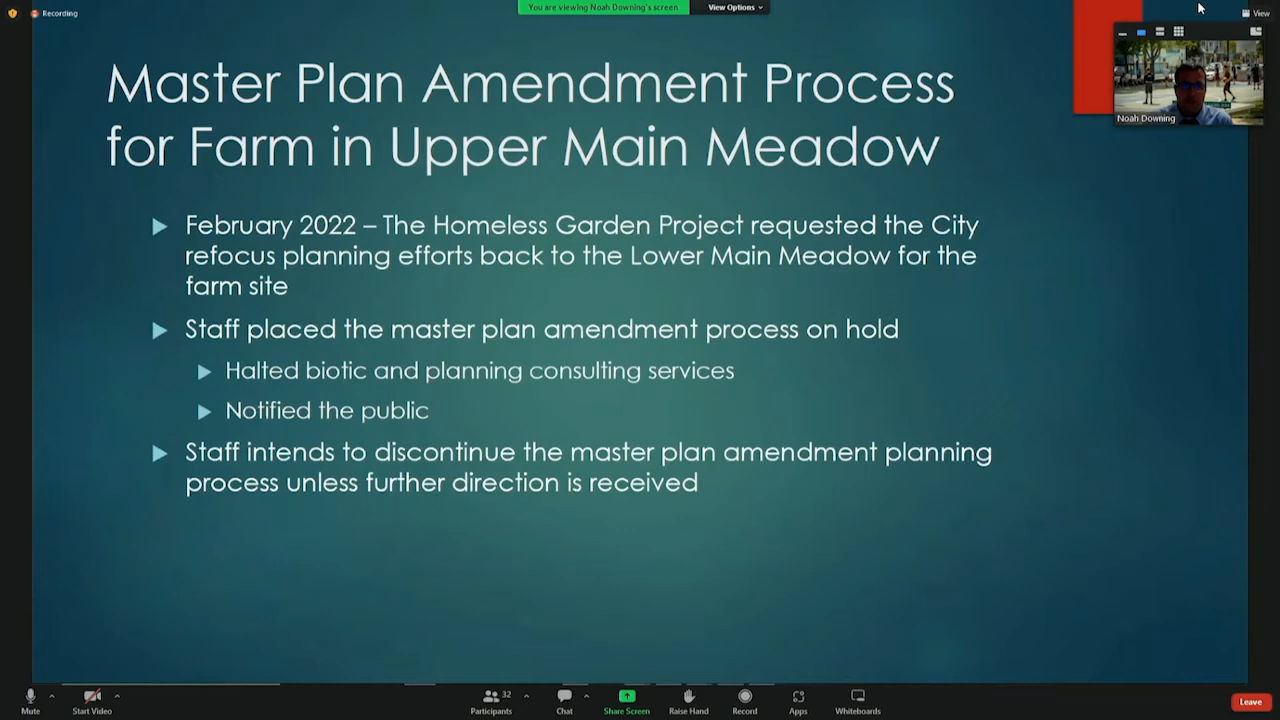 Recording
You are viewing Noah Downing's screen
View Options
View
Master Plan Amendment Process
for Farm in Upper Main Meadow
Noah Downing
February 2022 – The Homeless Garden Project requested the City
refocus planning efforts back to the Lower Main Meadow for the
farm site
Staff placed the master plan amendment process on hold
Halted biotic and planning consulting services
Notified the public
Staff intends to discontinue the master plan amendment planning
process unless further direction is received
Mute
Start Video
32
Participants
Chat
Share Screen
Raise Hand
Record
Apps
Whiteboards
Leave